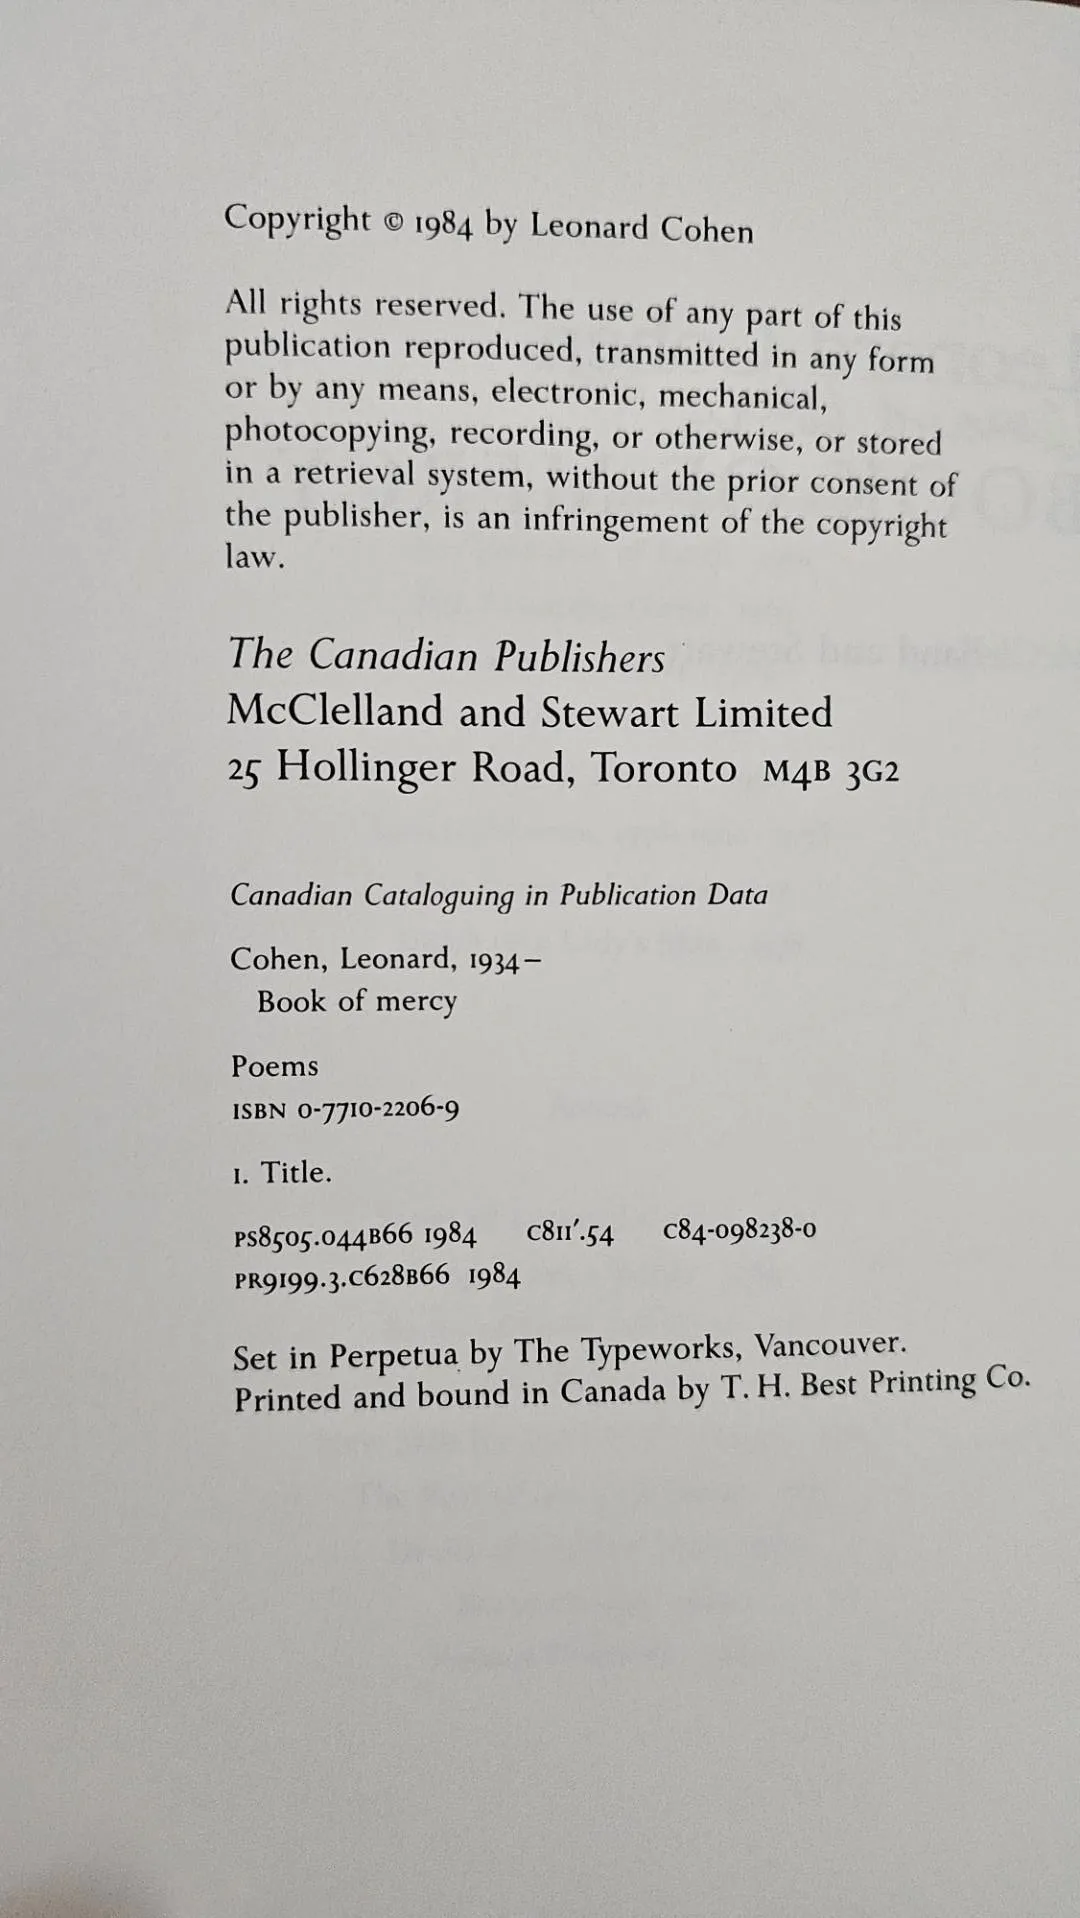 Copyright © 1984 by Leonard Cohen
All rights reserved. The use of any part of this
publication reproduced, transmitted in any form
or by any means, electronic, mechanical,
photocopying, recording, or otherwise, or stored
in a retrieval system, without the prior consent of
the publisher, is an infringement of the copyright
law.
The Canadian Publishers
McClelland and Stewart Limited
25 Hollinger Road, Toronto M4B 3G2
Canadian Cataloguing in Publication Data
Cohen, Leonard, 1934–
Book of mercy
Poems
ISBN 0-7710-2206-9
1. Title.
PS8505.044B66 1984 C811'.54 C84-098238-0
PR9199.3.C628B66 1984
Set in Perpetua by The Typeworks, Vancouver.
Printed and bound in Canada by T. H. Best Printing Co.